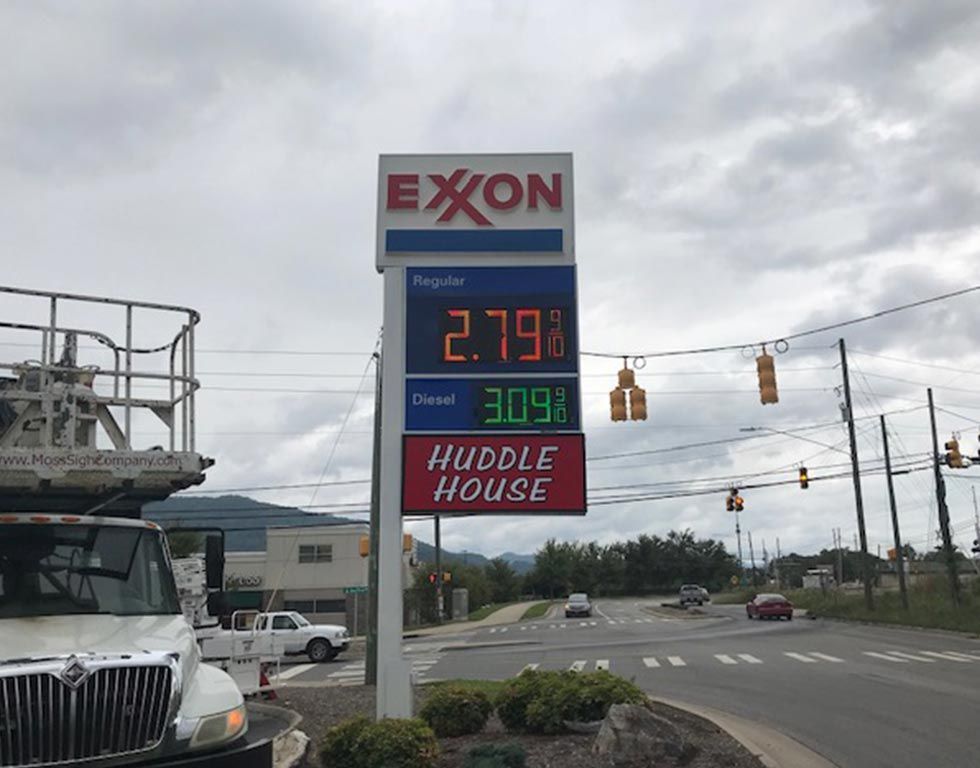 EXXON
Regular
2.79 9/10
Diesel
3.09 9/10
HUDDLE
HOUSE
www.MossSignCompany.com